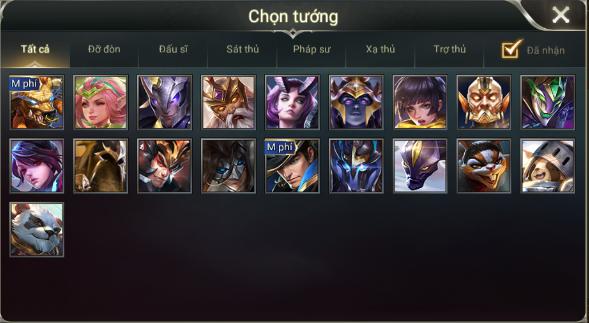 Chọn tướng
Tất cả
Đỡ đòn
Đấu sĩ
Sát thủ
Pháp sư
Xạ thủ
Trợ thủ
Đã nhận
M phí
M phí